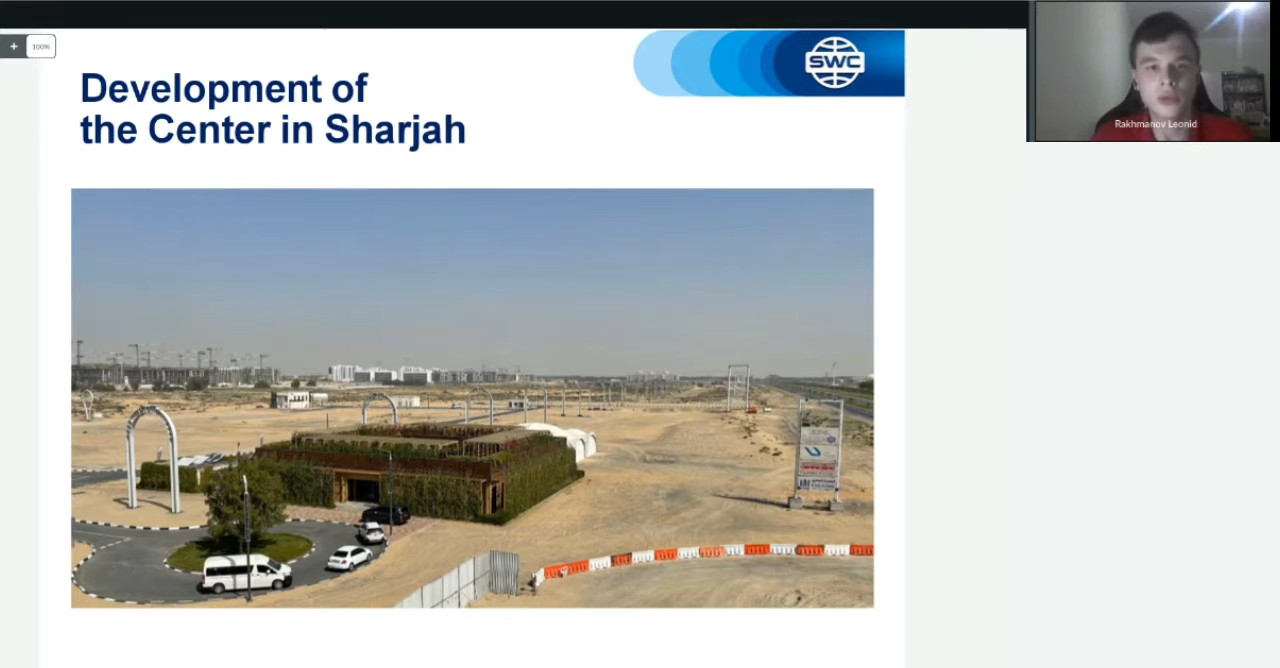 100%
SWC
Rakhmanov Leonid
Development of
the Center in Sharjah